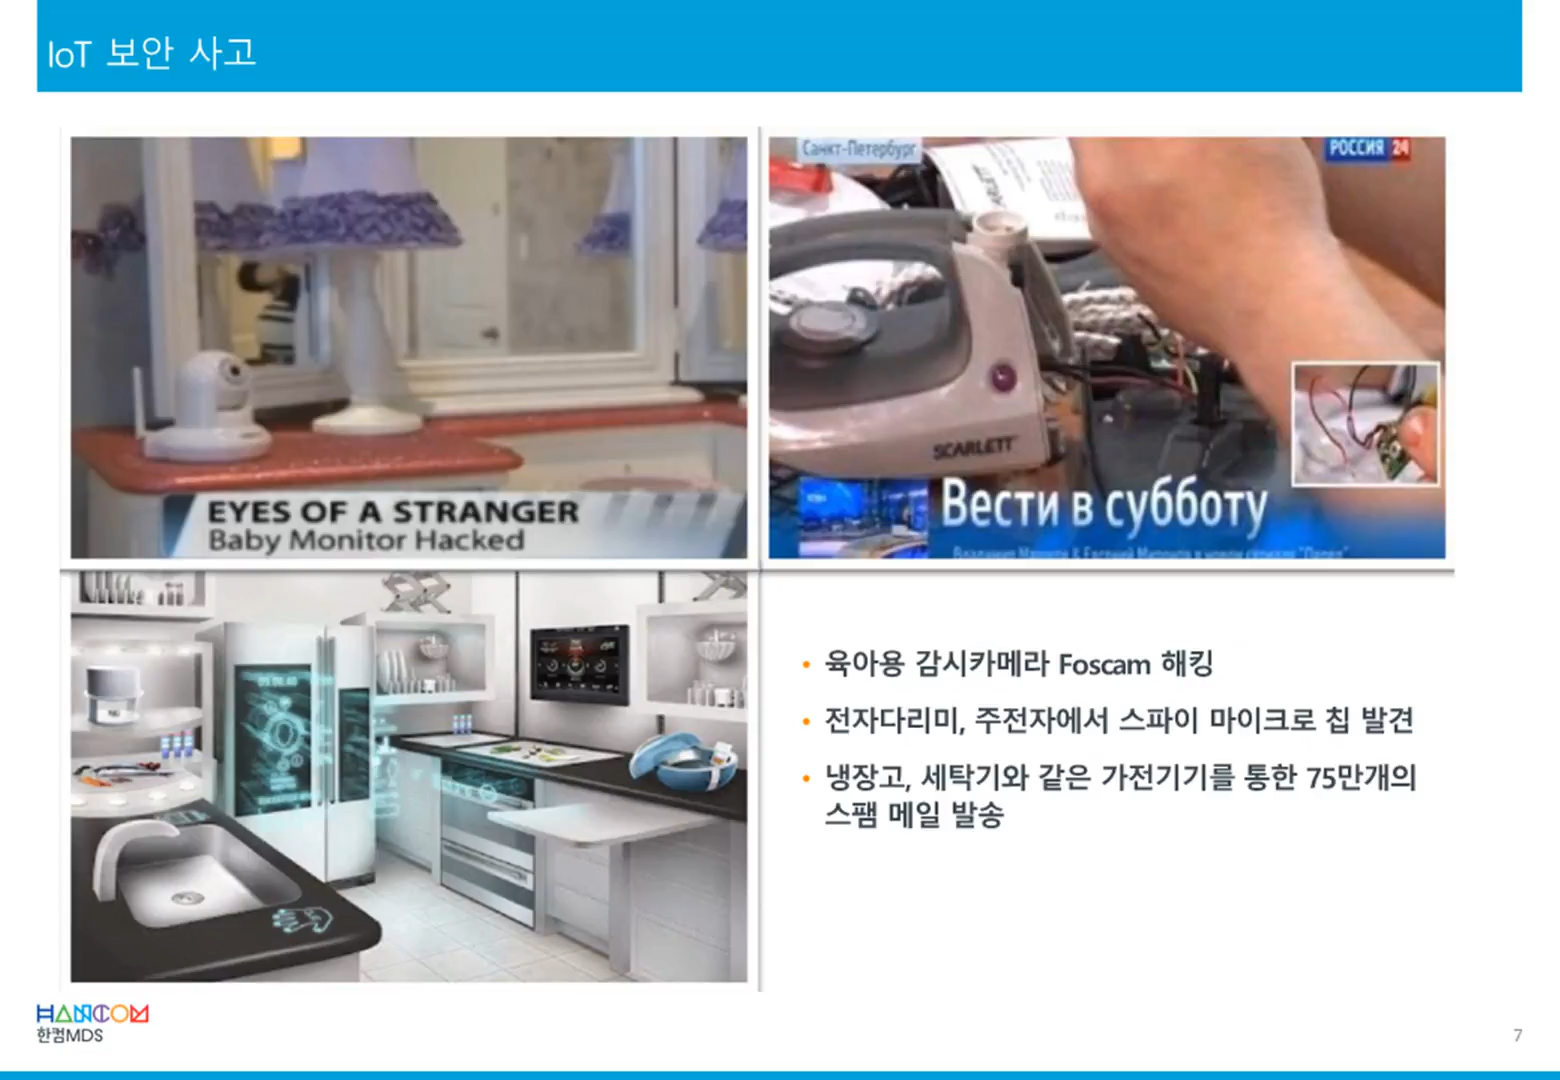 IoT 보안 사고
Санкт-Петербург
РОССИЯ 24
SCARLETT
EYES OF A STRANGER
Baby Monitor Hacked
Вести в субботу
• 육아용 감시카메라 Foscam 해킹
• 전자다리미, 주전자에서 스파이 마이크로 칩 발견
• 냉장고, 세탁기와 같은 가전기기를 통한 75만개의
스팸 메일 발송
HANCOM
한컴MDS
7